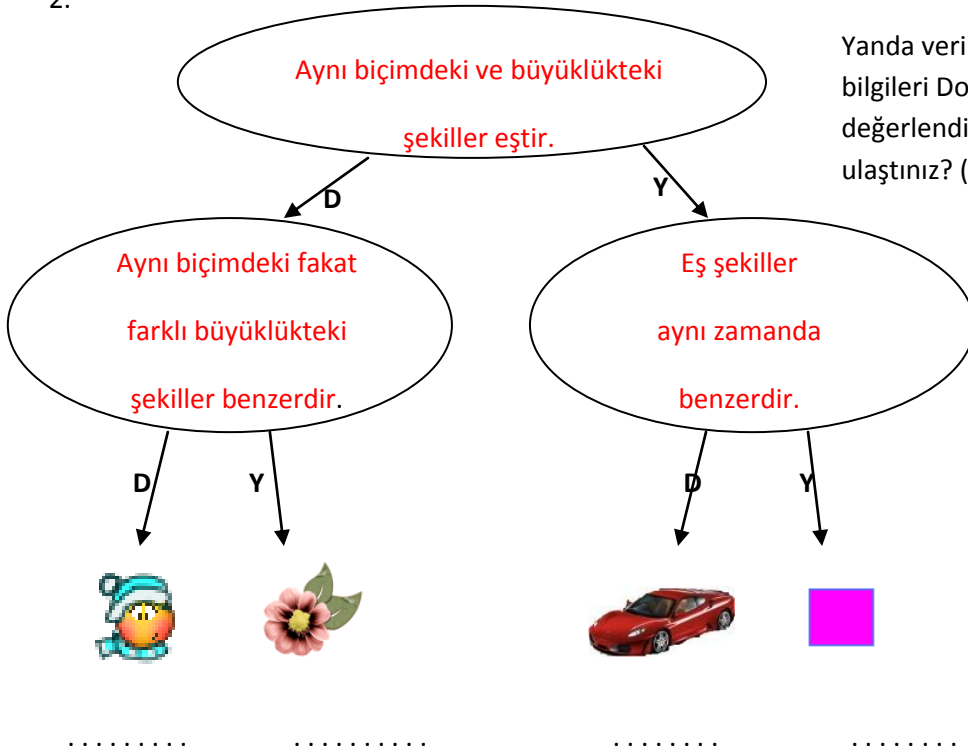 2.
Aynı biçimdeki ve büyüklükteki
şekiller eştir.
Yanda veri
bilgileri Do
değerlendi
ulaştınız? (
D
Y
Aynı biçimdeki fakat
farklı büyüklükteki
şekiller benzerdir.
Eş şekiller
aynı zamanda
benzerdir.
D
Y
D
Y
......... .......... ........ ........